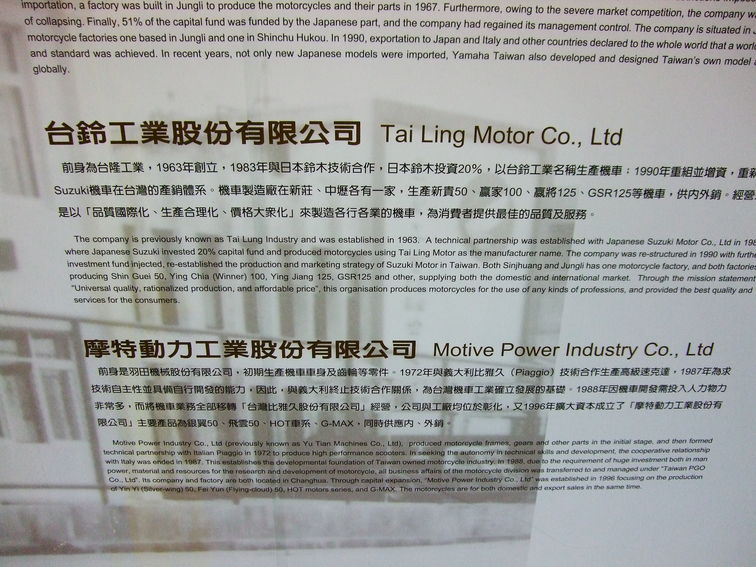 importation, a factory was built in Jungli to produce the motorcycles and their parts in 1967. Furthermore, owing to the severe market competition, the company
of collapsing. Finally, 51% of the capital fund was funded by the Japanese part, and the company had regained its management control. The company is situated in
motorcycle factories one based in Jungli and one in Shinchu Hukou. In 1990, exportation to Japan and Italy and other countries declared to the whole world that a
and standard was achieved. In recent years, not only new Japanese models were imported, Yamaha Taiwan also developed and designed Taiwan's own model
globally.
台鈴工業股份有限公司 Tai Ling Motor Co., Ltd
前身為台隆工業，1963年創立，1983年與日本鈴木技術合作，日本鈴木投資20%，以台鈴工業名稱生產機車；1990年重組並增資，重新
Suzuki機車在台灣的產銷體系。機車製造廠在新莊、中壢各有一家，生產新貴50、贏家100、贏將125、GSR125等機車，供內外銷。經營
是以「品質國際化、生產合理化、價格大衆化」來製造各行各業的機車，為消費者提供最佳的品質及服務。
The company is previously known as Tai Lung Industry and was established in 1963. A technical partnership was established with Japanese Suzuki Motor Co., Ltd in
where Japanese Suzuki invested 20% capital fund and produced motorcycles using Tai Ling Motor as the manufacturer name. The company was re-structured in 1990 with
investment fund injected, re-established the production and marketing strategy of Suzuki Motor in Taiwan. Both Sinjhuang and Jungli has one motorcycle factory, and both factories
producing Shin Guei 50, Ying Chia (Winner) 100, Ying Jiang 125, GSR125 and other, supplying both the domestic and international market. Through the mission statement
"Universal quality, rationalized production, and affordable price", this organisation produces motorcycles for the use of any kinds of professions, and provided the best quality and
services for the consumers.
摩特動力工業股份有限公司 Motive Power Industry Co., Ltd
前身是羽田機械股份有限公司，初期生產機車車身及齒輪等零件。1972年與義大利比雅久（Piaggio）技術合作生產高級速克達，1987年為求
技術自主性並具備自行開發的能力，因此，與義大利終止技術合作關係，為台灣機車工業確立發展的基礎。1988年因機車開發需投入人力物力
非常多，而將機車業務全部移轉「台灣比雅久股份有限公司」經營，公司與工廠均位於彰化，又1996年擴大資本成立了「摩特動力工業股份有
限公司」主要產品為銀翼50、飛雲50、HOT車系、G-MAX，同時供應內、外銷。
Motive Power Industry Co., Ltd (previously known as Yu Tian Machines Co., Ltd), produced motorcycle frames, gears and other parts in the initial stage, and then formed
technical partnership with Italian Piaggio in 1972 to produce high performance scooters. In seeking the autonomy in technical skills and development, the cooperative relationship
with Italy was ended in 1987. This establishes the developmental foundation of Taiwan owned motorcycle industry. In 1988, due to the requirement of huge investment both in man
power, material and resources for the research and development of motorcycle, all business affairs of the motorcycle division was transferred to and managed under "Taiwan PGO
Co., Ltd". Its company and factory are both located in Changhua. Through capital expansion, "Motive Power Industry Co., Ltd" was established in 1996 focusing on the production
of Yin Yi (Silver-wing) 50, Fei Yun (Flying-cloud) 50, HOT motors series, and G-MAX. The motorcycles are for both domestic and export sales in the same time.